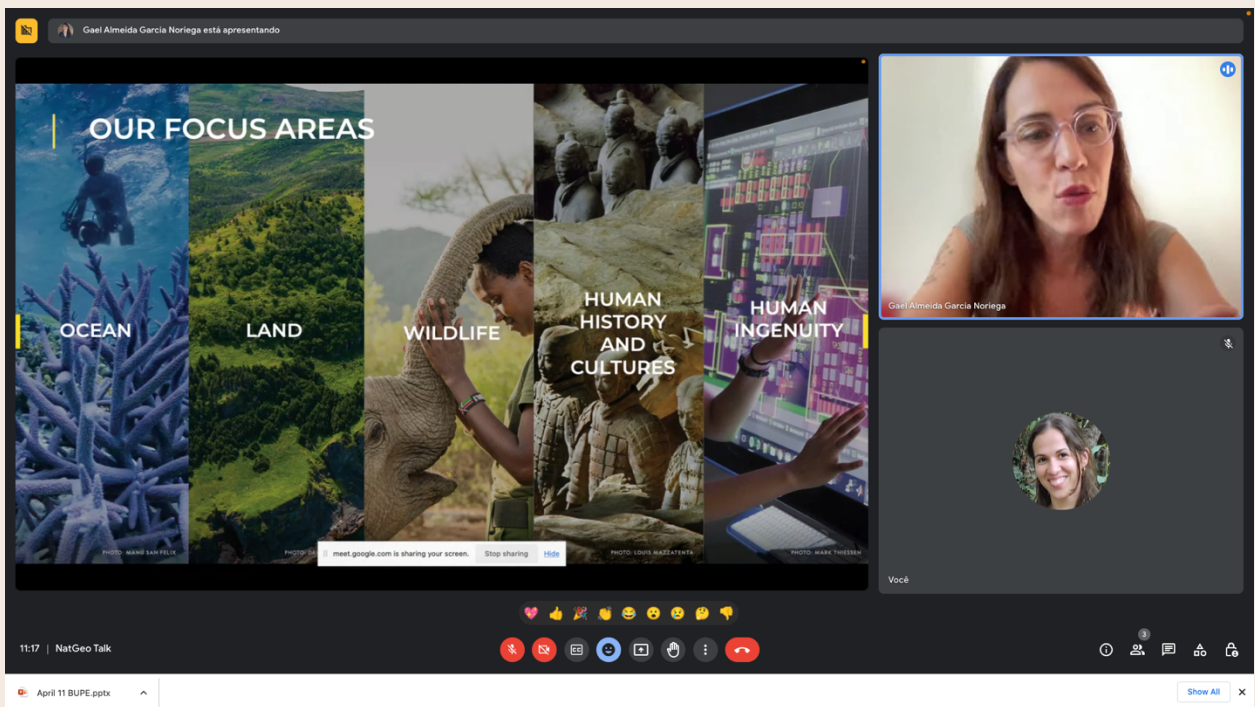 Gael Almeida Garcia Noriega está apresentando
OUR FOCUS AREAS
OCEAN
LAND
WILDLIFE
HUMAN
HISTORY
AND
CULTURES
HUMAN
INGENUITY
PHOTO: MANU SAN FELIX
PHOTO:
PHOTO: LOUIS MAZZATENTA
PHOTO: MARK THIESSEN
meet.google.com is sharing your screen.
Stop sharing
Hide
Gael Almeida Garcia Noriega
Você
11:17 | NatGeo Talk
CC
3
April 11 BUPE.pptx
Show All